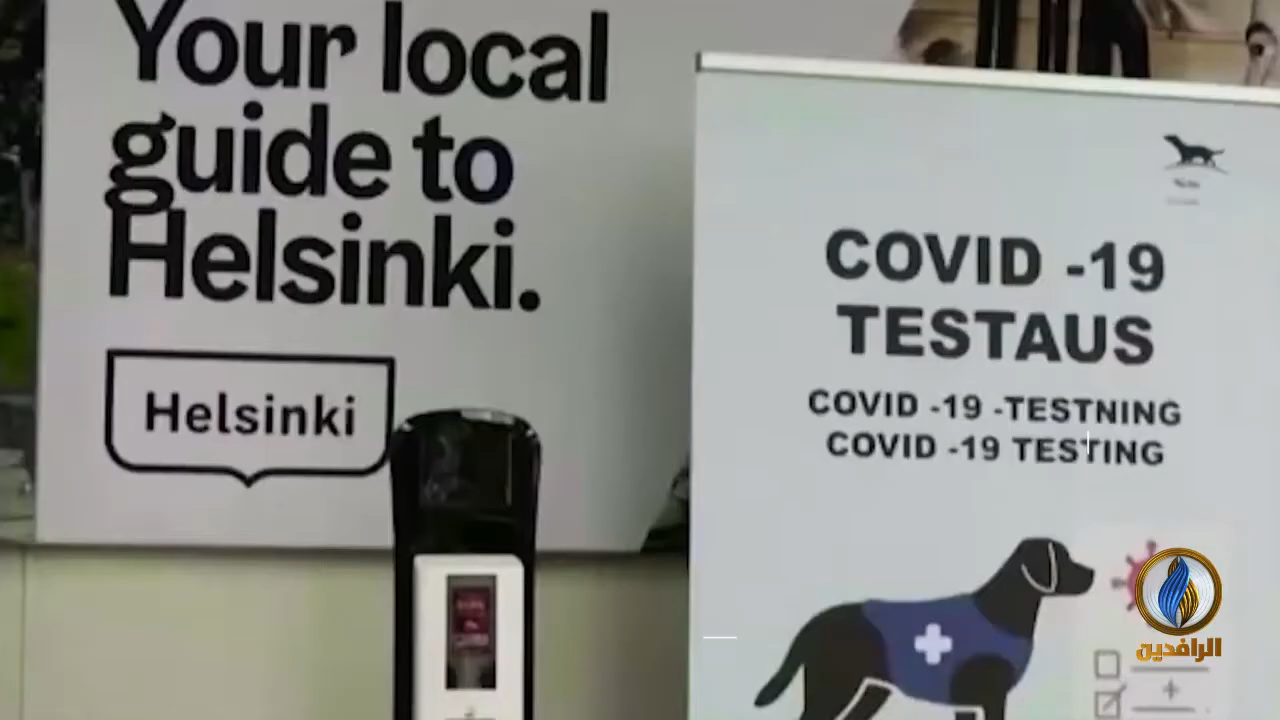 Your local
guide to
Helsinki.
Helsinki
COVID -19
TESTAUS
COVID -19 -TESTNING
COVID -19 TESTING
الرافدين